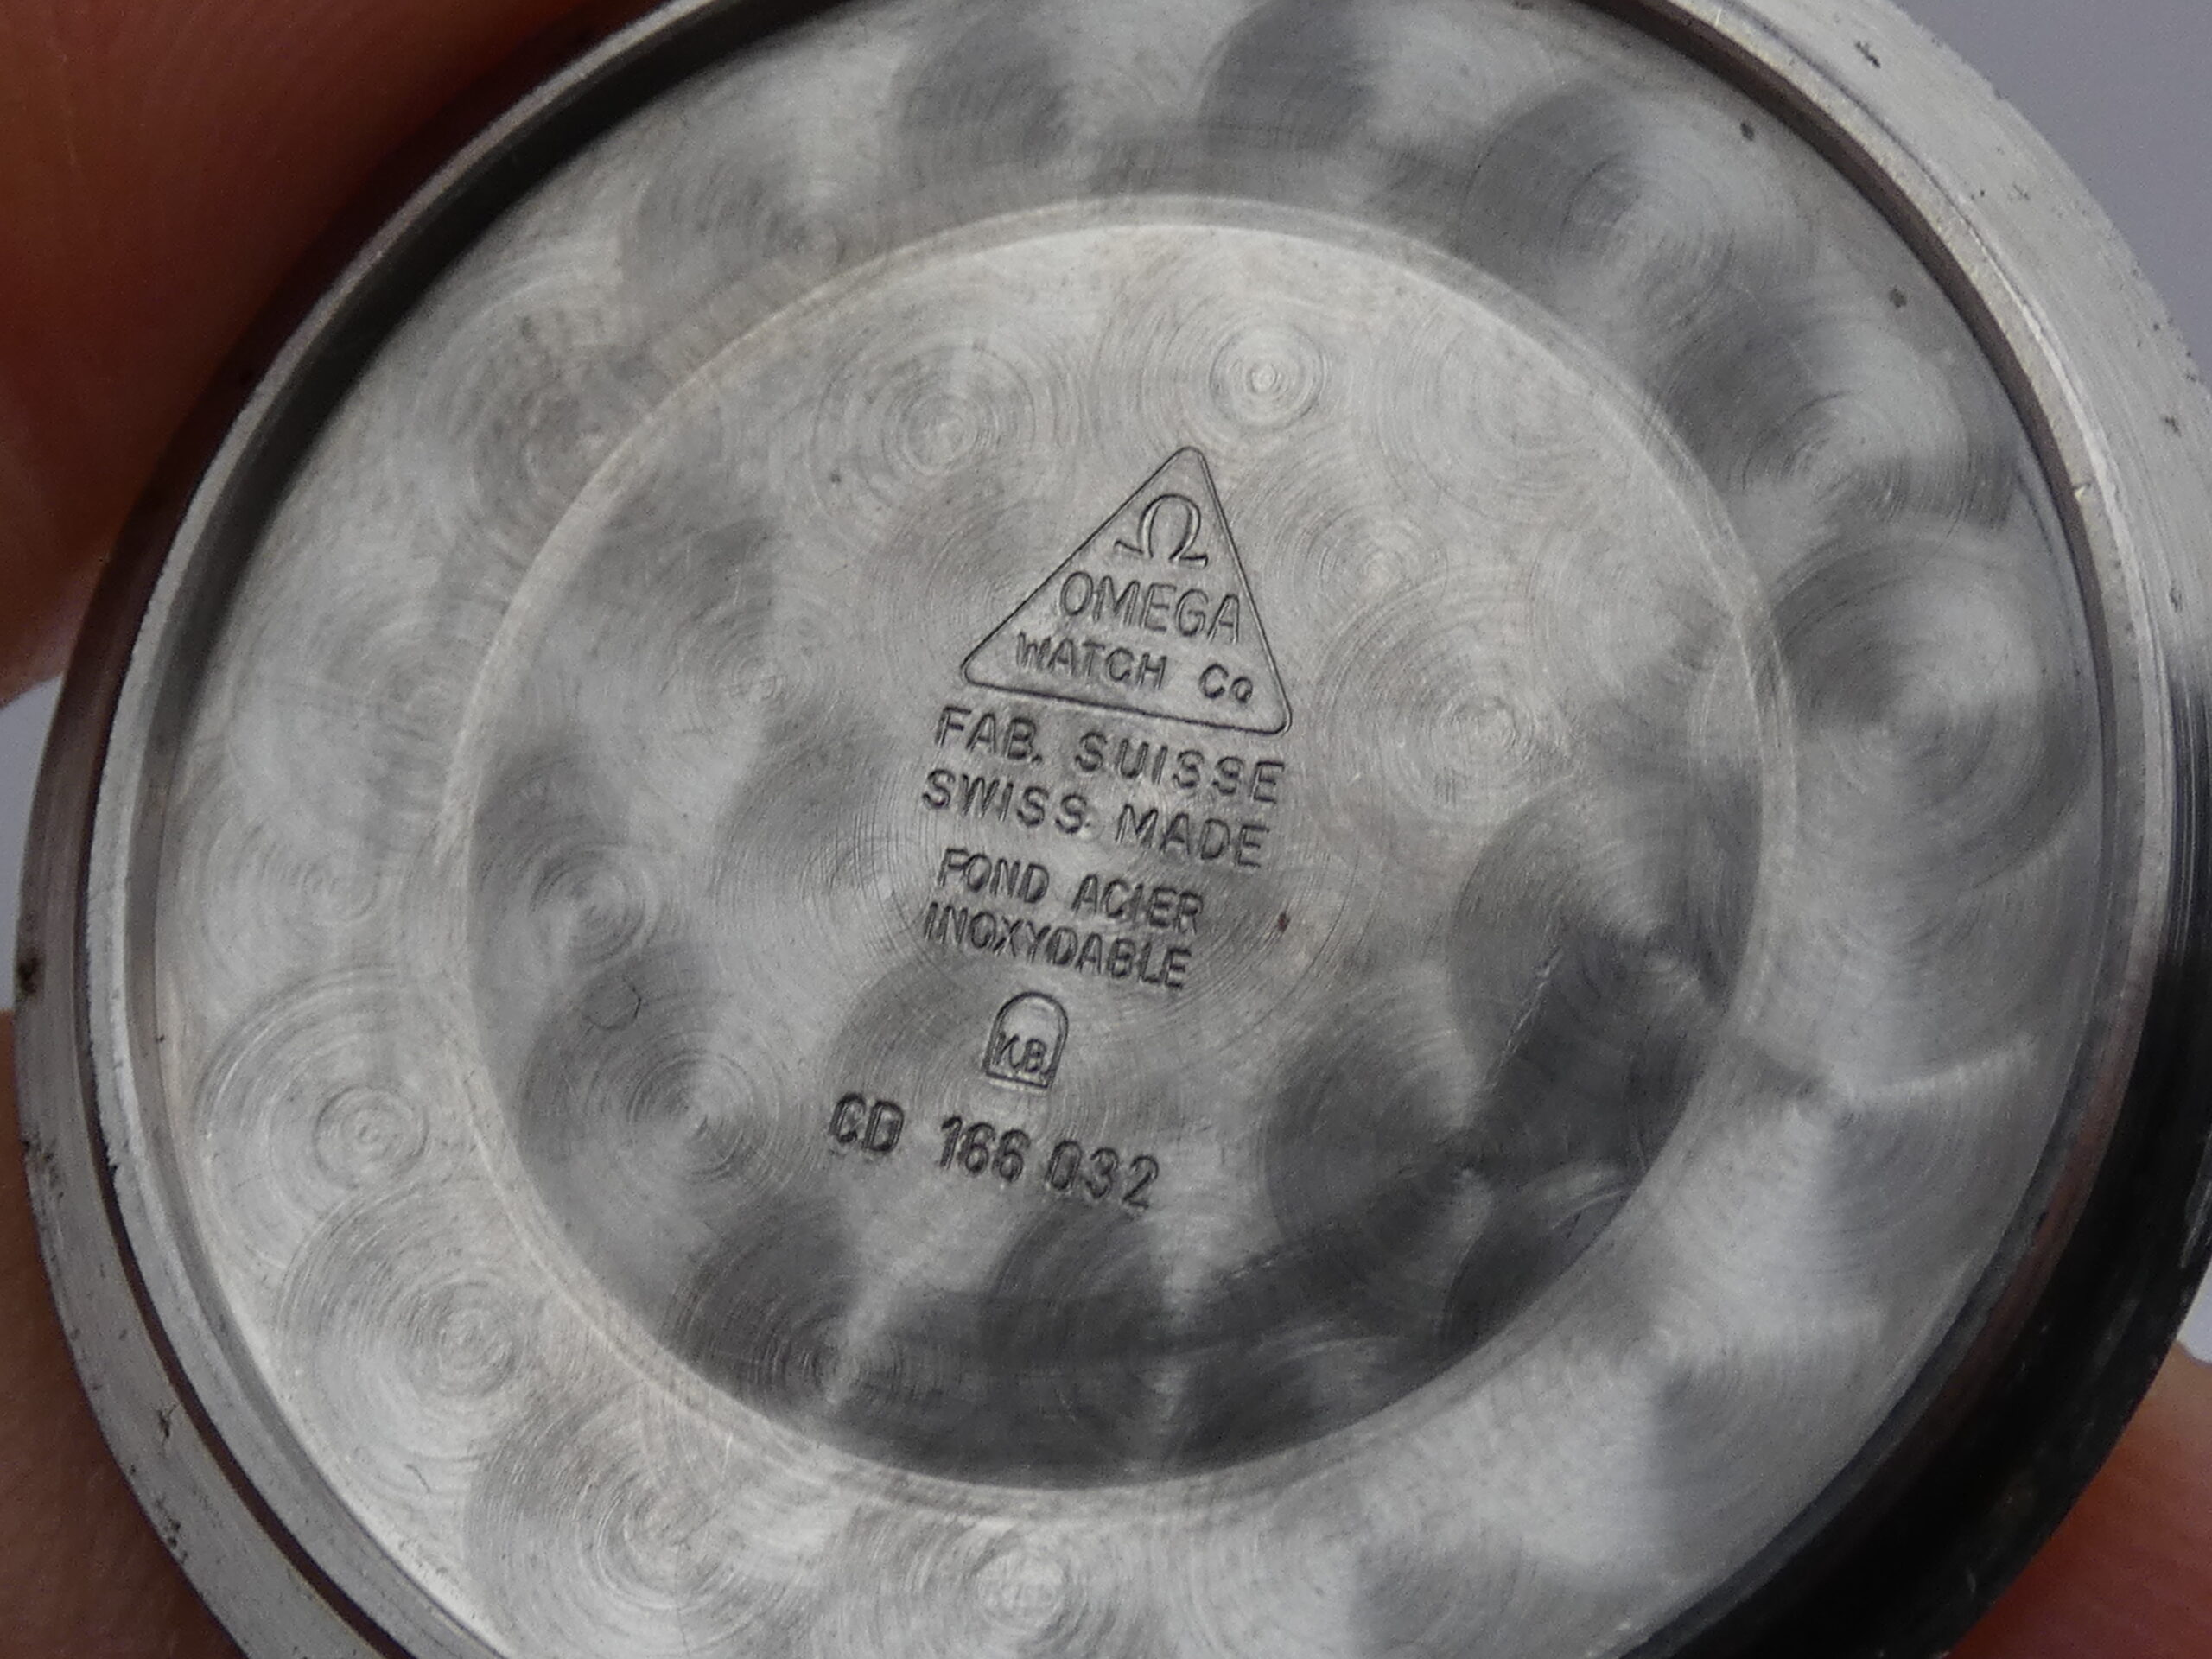 Ω
OMEGA
WATCH Co
FAB. SUISSE
SWISS MADE
FOND ACIER
INOXYDABLE
K.B.
CD 166 032